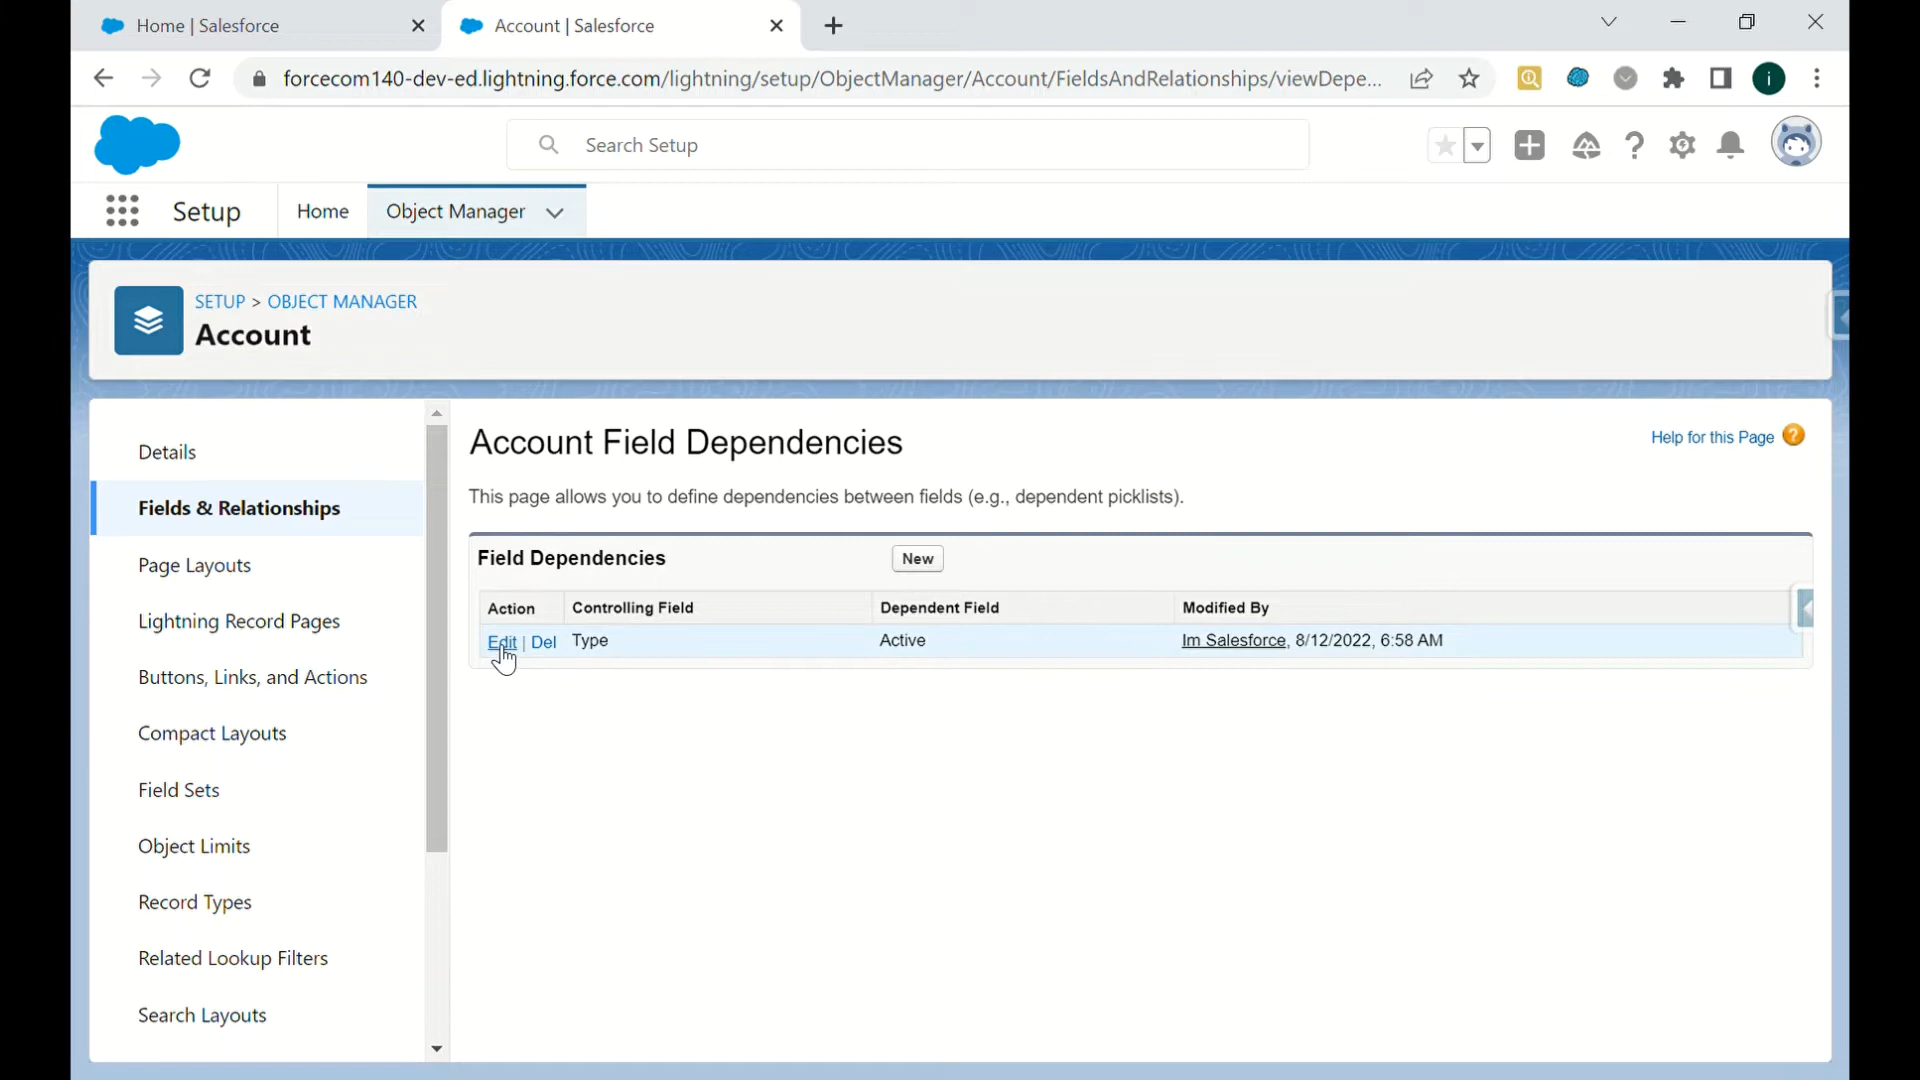 Home | Salesforce
Account | Salesforce
forcecom140-dev-ed.lightning.force.com/lightning/setup/ObjectManager/Account/FieldsAndRelationships/viewDepe...
i
Search Setup
Setup
Home
Object Manager
SETUP > OBJECT MANAGER
Account
Details
Fields & Relationships
Page Layouts
Lightning Record Pages
Buttons, Links, and Actions
Compact Layouts
Field Sets
Object Limits
Record Types
Related Lookup Filters
Search Layouts
Account Field Dependencies
Help for this Page ?
This page allows you to define dependencies between fields (e.g., dependent picklists).
Field Dependencies
New
Action Controlling Field Dependent Field Modified By
Edit | Del Type Active Im Salesforce, 8/12/2022, 6:58 AM